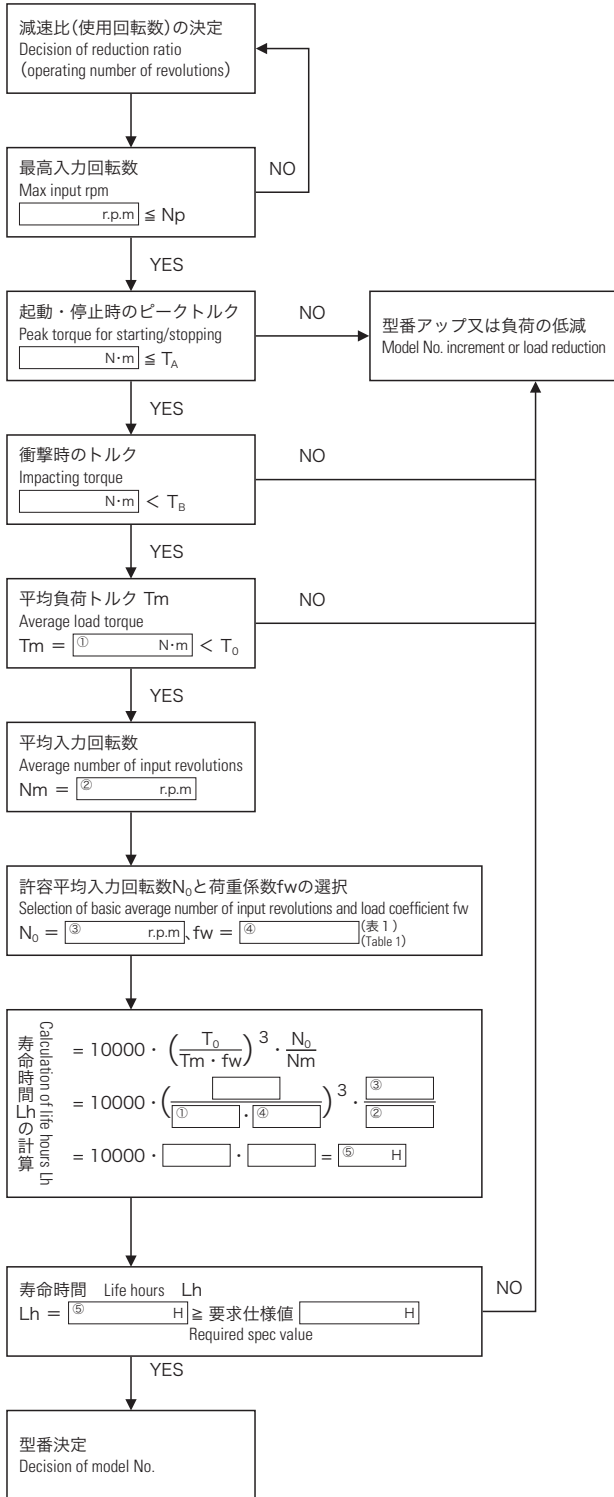 減速比(使用回転数)の決定
Decision of reduction ratio
(operating number of revolutions)
最高入力回転数
Max input rpm
r.p.m ≦ Np
NO
YES
起動・停止時のピークトルク
Peak torque for starting/stopping
N・m ≦ TA
NO
型番アップ又は負荷の低減
Model No. increment or load reduction
YES
衝撃時のトルク
Impacting torque
N・m < TB
NO
YES
平均負荷トルク Tm
Average load torque
Tm = ① N・m < T0
NO
YES
平均入力回転数
Average number of input revolutions
Nm = ② r.p.m
許容平均入力回転数N0と荷重係数fwの選択
Selection of basic average number of input revolutions and load coefficient fw
N0 = ③ r.p.m、fw = ④ (表1)
(Table 1)
寿命時間Lhの計算
Calculation of life hours Lh
= 10000・(T0/Tm・fw)3・N0/Nm
= 10000・( /①・④)3・③/②
= 10000・ ・ = ⑤ H
寿命時間 Life hours Lh
Lh = ⑤ H ≧ 要求仕様値 H
Required spec value
NO
YES
型番決定
Decision of model No.